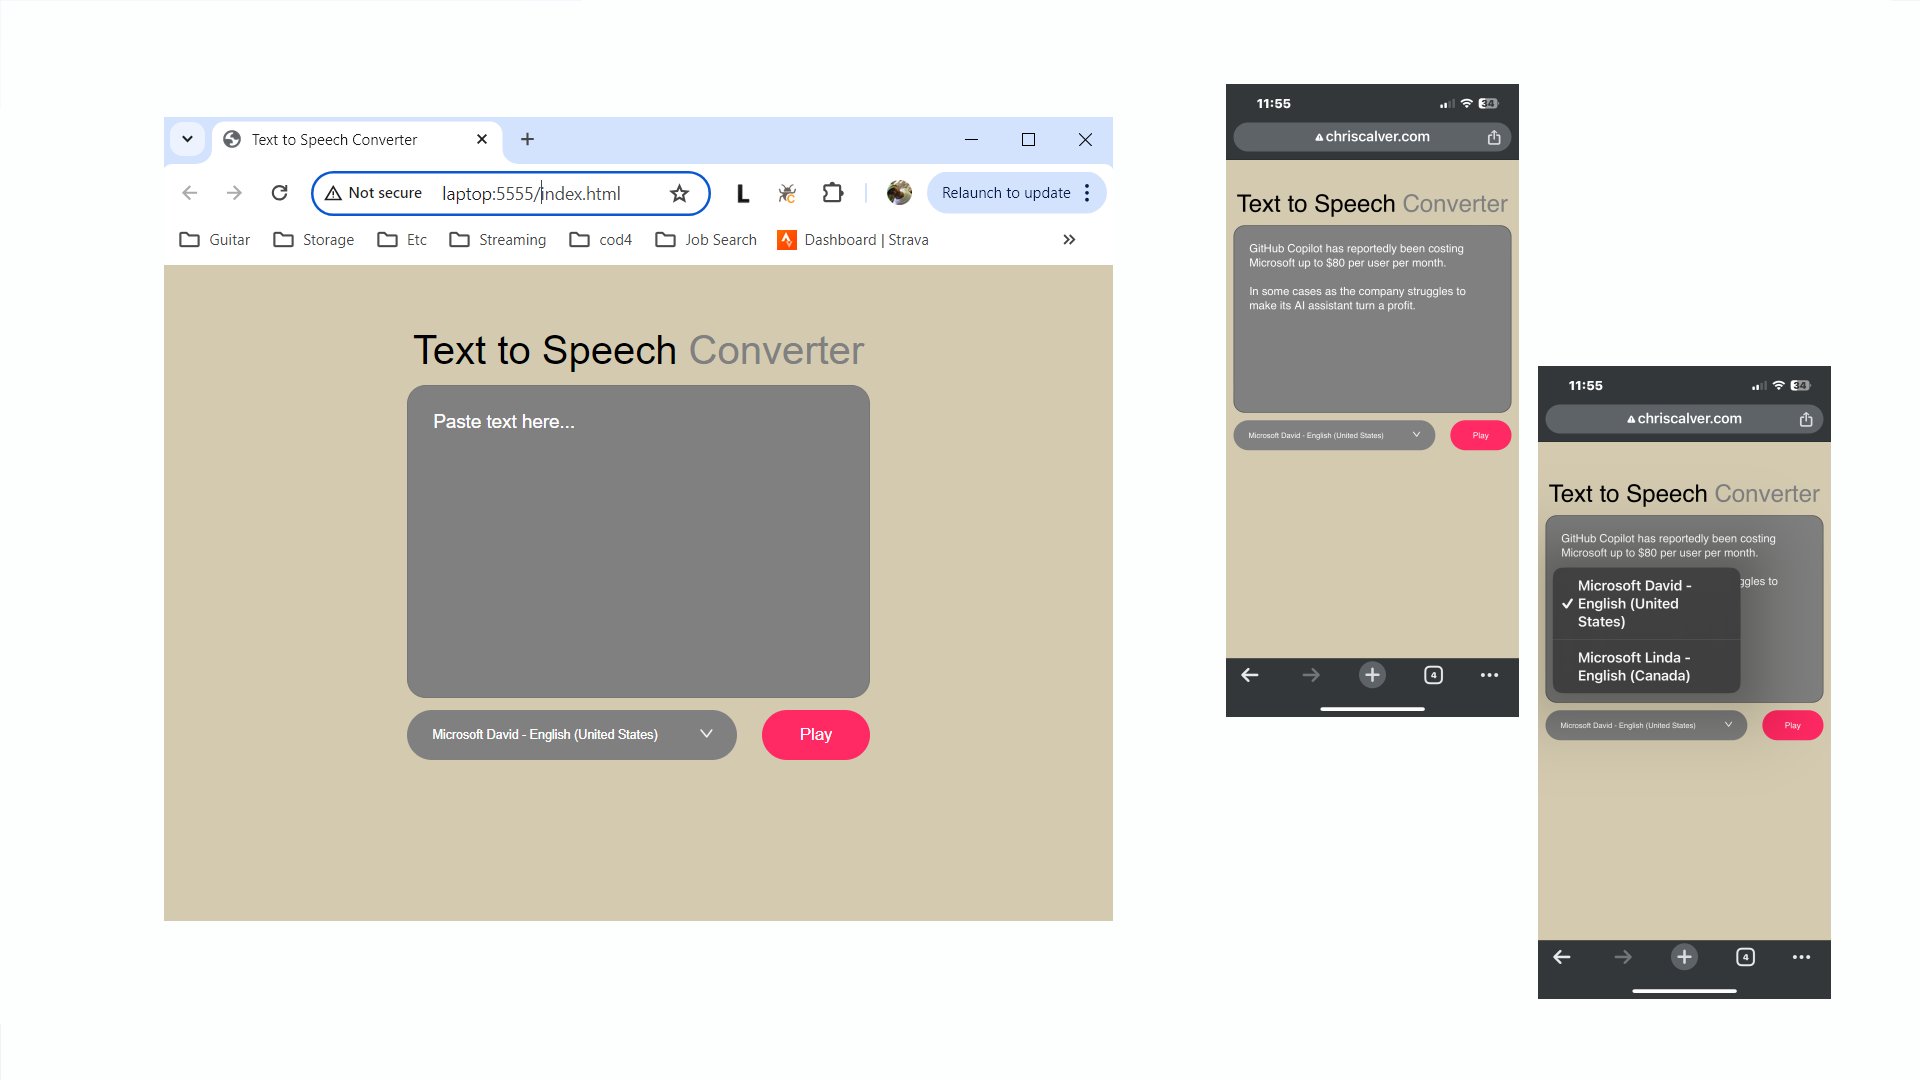 Text to Speech Converter
Not secure laptop:5555/index.html
L
C
Relaunch to update
Guitar Storage Etc Streaming cod4 Job Search Dashboard | Strava
Text to Speech Converter
Paste text here...
Microsoft David - English (United States)
Play
11:55
34
chriscalver.com
Text to Speech Converter
GitHub Copilot has reportedly been costing
Microsoft up to $80 per user per month.
In some cases as the company struggles to
make its AI assistant turn a profit.
Microsoft David - English (United States)
Play
4
11:55
34
chriscalver.com
Text to Speech Converter
GitHub Copilot has reportedly been costing
Microsoft up to $80 per user per month.
ggles to
Microsoft David -
English (United
States)
Microsoft Linda -
English (Canada)
Microsoft David - English (United States)
Play
4